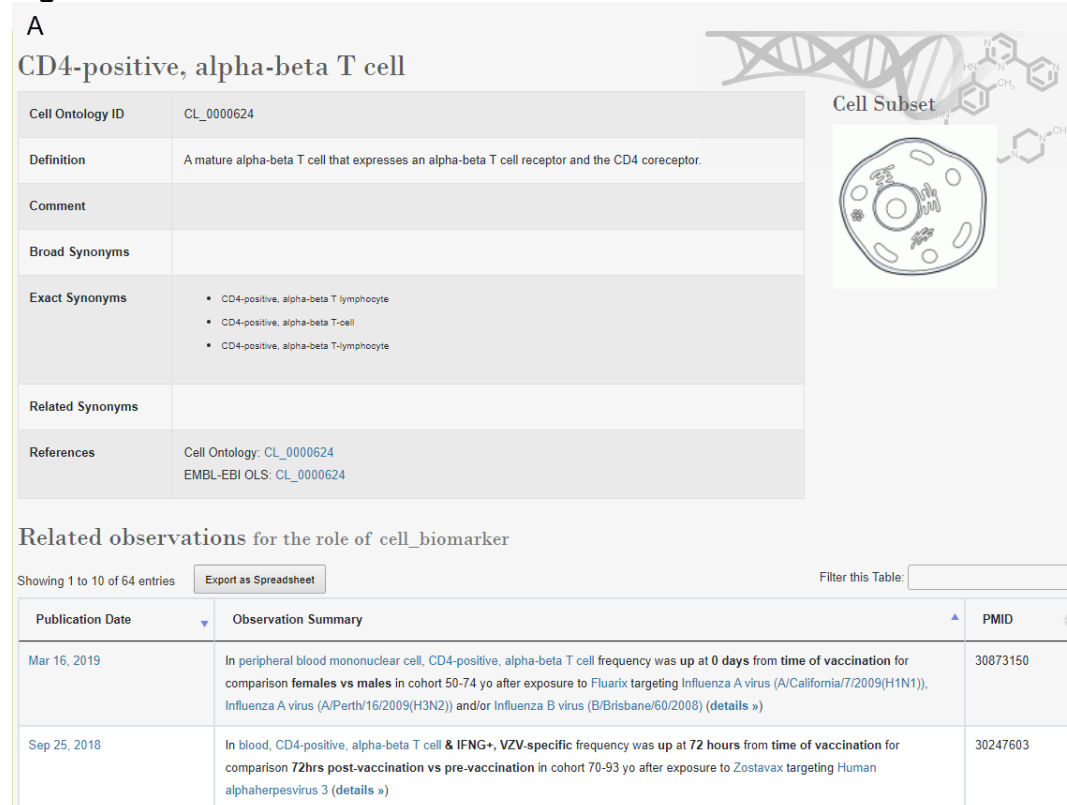 A
CD4-positive, alpha-beta T cell
Cell Ontology ID CL_0000624
Definition A mature alpha-beta T cell that expresses an alpha-beta T cell receptor and the CD4 coreceptor.
Comment
Broad Synonyms
Exact Synonyms
• CD4-positive, alpha-beta T lymphocyte
• CD4-positive, alpha-beta T-cell
• CD4-positive, alpha-beta T-lymphocyte
Related Synonyms
References Cell Ontology: CL_0000624
EMBL-EBI OLS: CL_0000624
Cell Subset
N
HN
N
N
CH₃
HN
N
N
CH
Related observations for the role of cell_biomarker
Showing 1 to 10 of 64 entries Export as Spreadsheet Filter this Table:
Publication Date Observation Summary PMID
Mar 16, 2019 In peripheral blood mononuclear cell, CD4-positive, alpha-beta T cell frequency was up at 0 days from time of vaccination for 30873150
comparison females vs males in cohort 50-74 yo after exposure to Fluarix targeting Influenza A virus (A/California/7/2009(H1N1)),
Influenza A virus (A/Perth/16/2009(H3N2)) and/or Influenza B virus (B/Brisbane/60/2008) (details »)
Sep 25, 2018 In blood, CD4-positive, alpha-beta T cell & IFNG+, VZV-specific frequency was up at 72 hours from time of vaccination for 30247603
comparison 72hrs post-vaccination vs pre-vaccination in cohort 70-93 yo after exposure to Zostavax targeting Human
alphaherpesvirus 3 (details »)